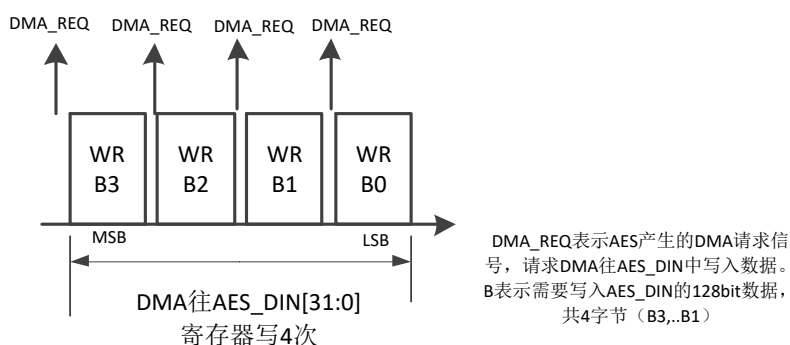 DMA_REQ DMA_REQ DMA_REQ DMA_REQ
WR WR WR WR
B3 B2 B1 B0
MSB LSB
DMA往AES_DIN[31:0]
寄存器写4次
DMA_REQ表示AES产生的DMA请求信
号，请求DMA往AES_DIN中写入数据。
B表示需要写入AES_DIN的128bit数据，
共4字节（B3,..B1）